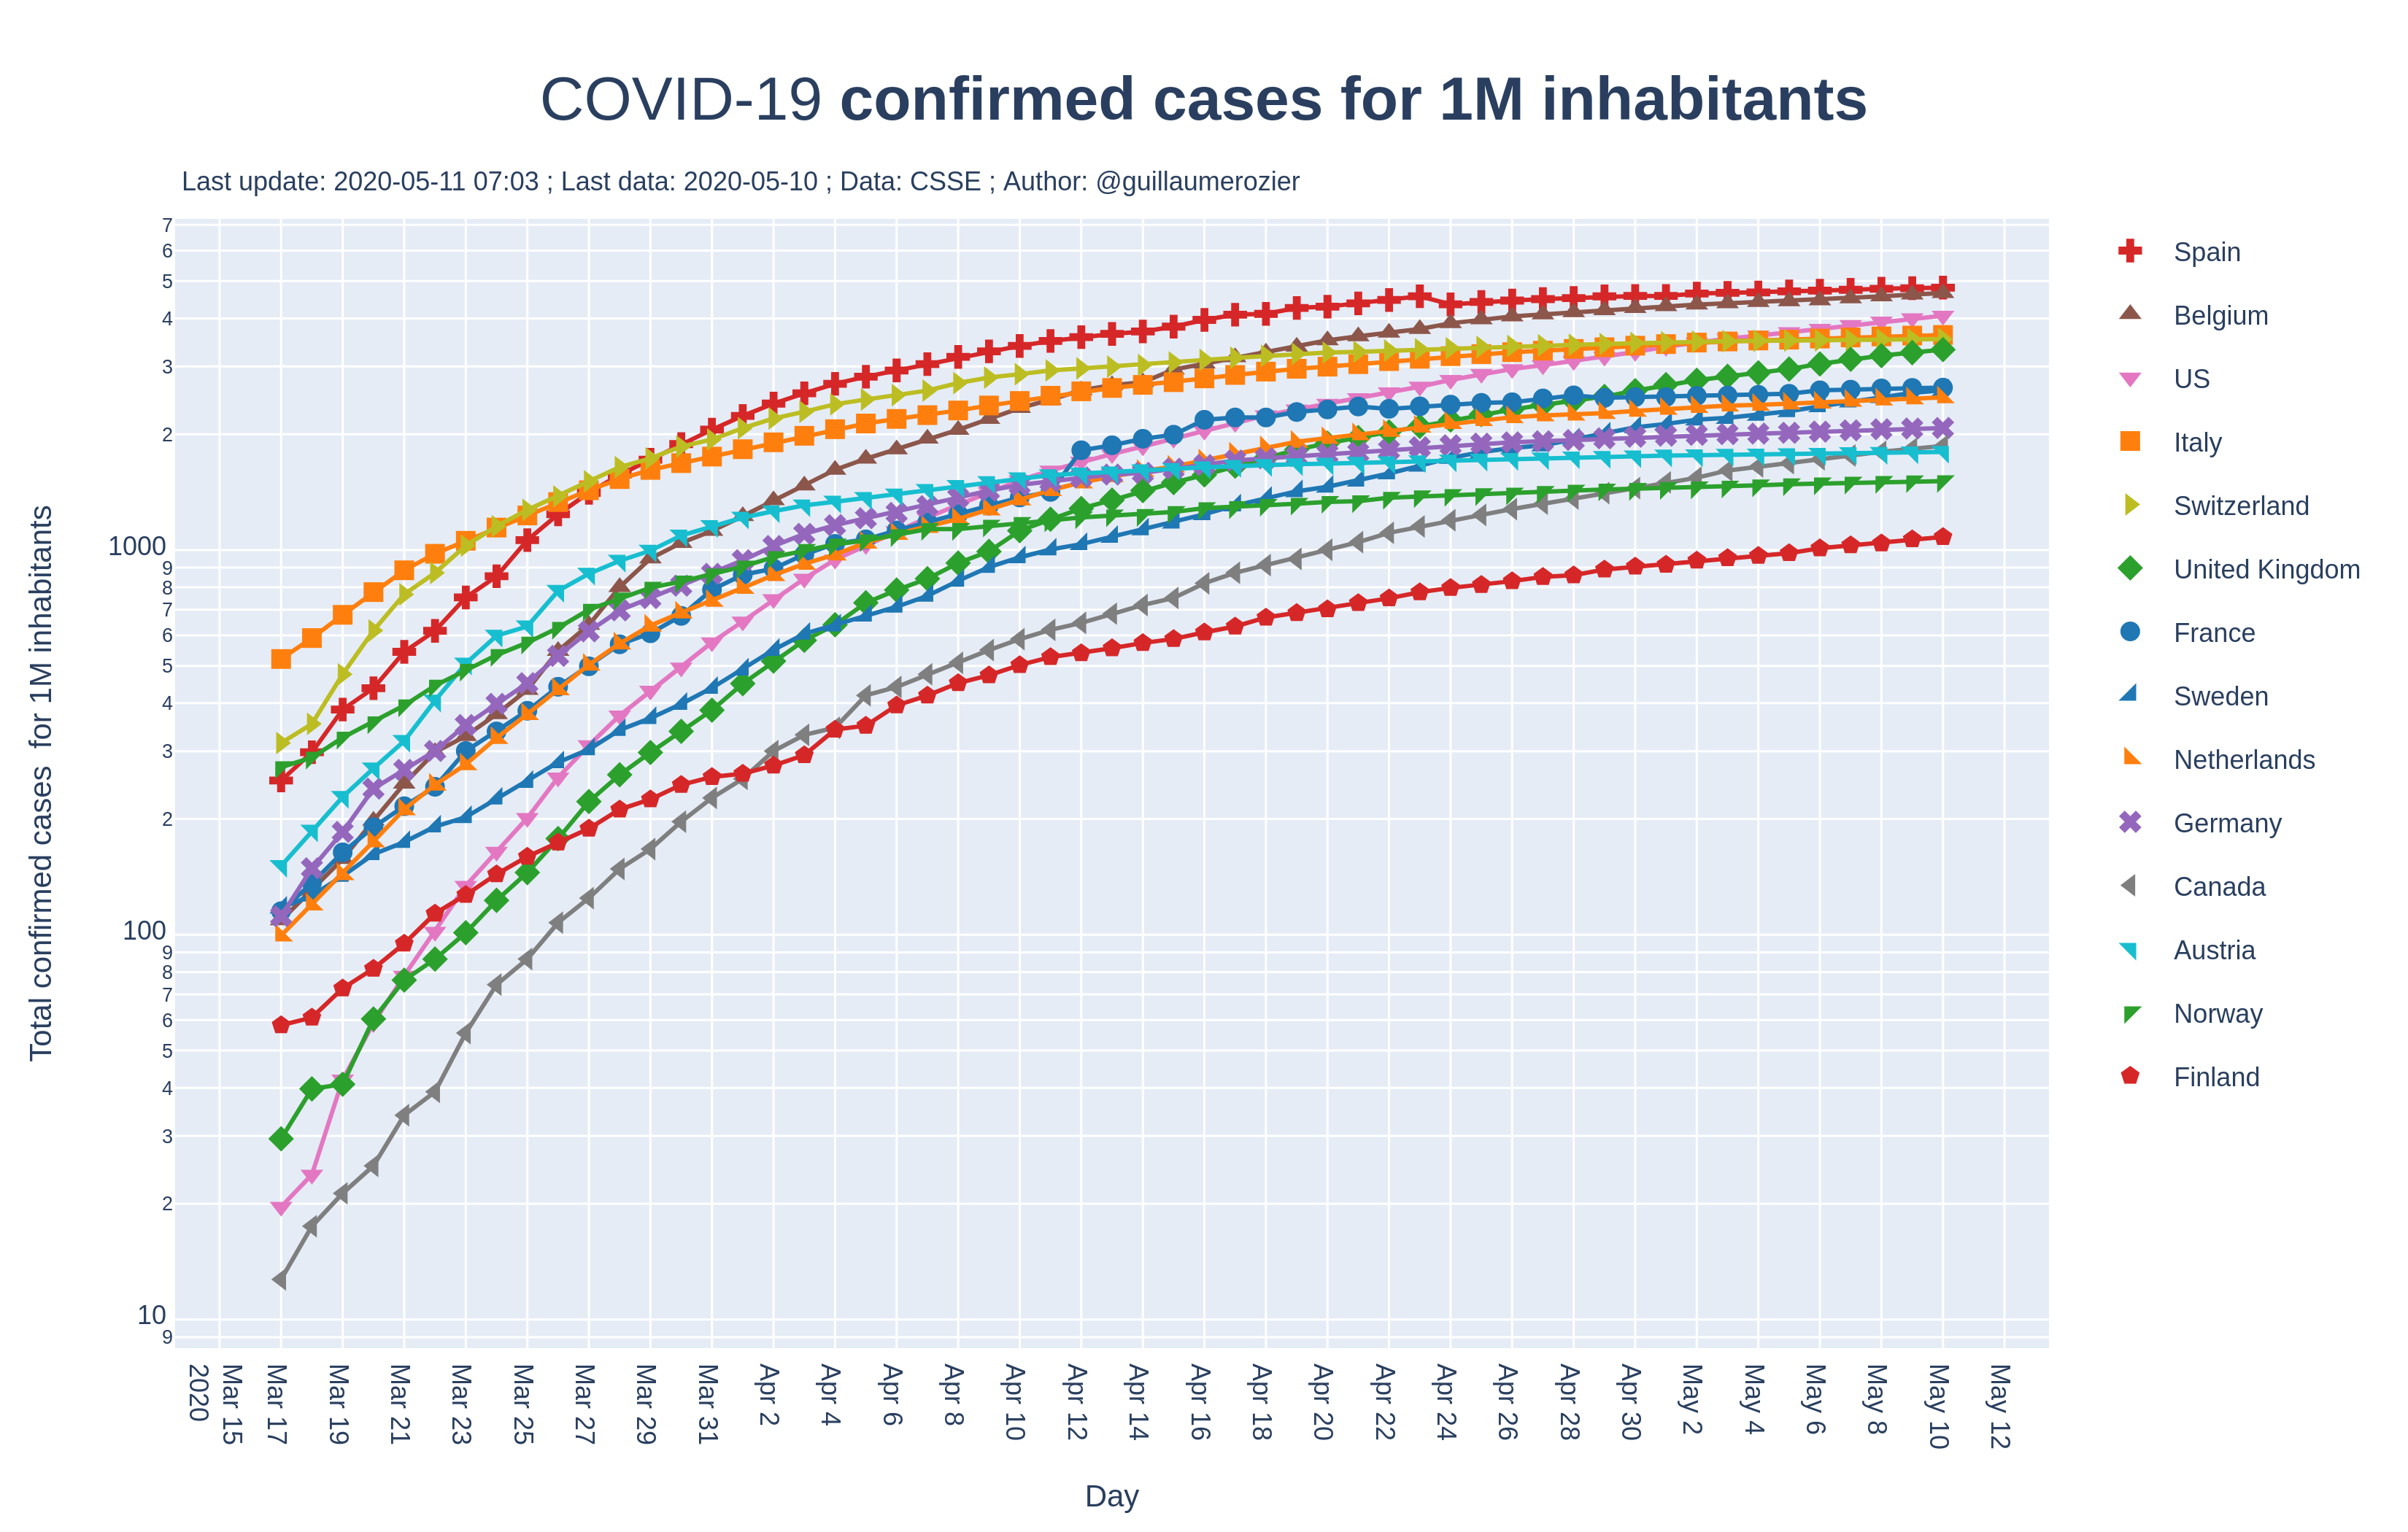 COVID-19 confirmed cases for 1M inhabitants
Last update: 2020-05-11 07:03 ; Last data: 2020-05-10 ; Data: CSSE ; Author: @guillaumerozier
Total confirmed cases for 1M inhabitants
7
6
5
4
3
2
1000
9
8
7
6
5
4
3
2
100
9
8
7
6
5
4
3
2
10
9
Mar 15
2020
Mar 17
Mar 19
Mar 21
Mar 23
Mar 25
Mar 27
Mar 29
Mar 31
Apr 2
Apr 4
Apr 6
Apr 8
Apr 10
Apr 12
Apr 14
Apr 16
Apr 18
Apr 20
Apr 22
Apr 24
Apr 26
Apr 28
Apr 30
May 2
May 4
May 6
May 8
May 10
May 12
Day
Spain
Belgium
US
Italy
Switzerland
United Kingdom
France
Sweden
Netherlands
Germany
Canada
Austria
Norway
Finland